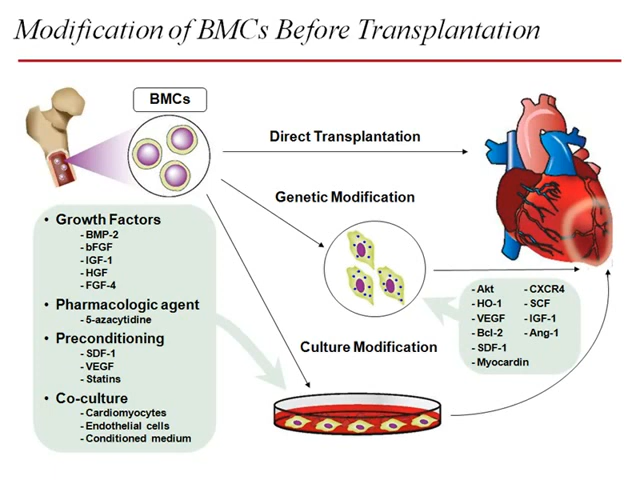 Modification of BMCs Before Transplantation
BMCs
Direct Transplantation
Genetic Modification
Culture Modification
• Growth Factors
- BMP-2
- bFGF
- IGF-1
- HGF
- FGF-4
• Pharmacologic agent
- 5-azacytidine
• Preconditioning
- SDF-1
- VEGF
- Statins
• Co-culture
- Cardiomyocytes
- Endothelial cells
- Conditioned medium
- Akt
- HO-1
- VEGF
- Bcl-2
- SDF-1
- Myocardin
- CXCR4
- SCF
- IGF-1
- Ang-1